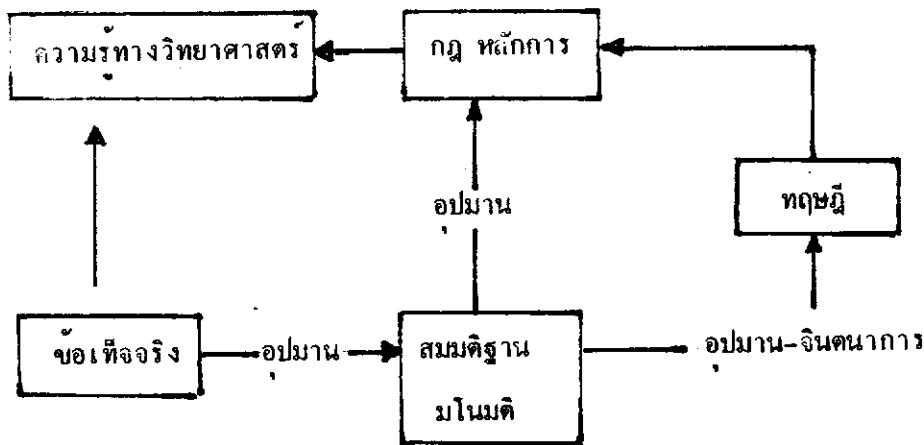 ความรู้ทางวิทยาศาสตร์
กฎ หลักการ
ทฤษฎี
อุปมาน
ข้อเท็จจริง
อุปมาน
สมมติฐาน
มโนมติ
อุปมาน-จินตนาการ